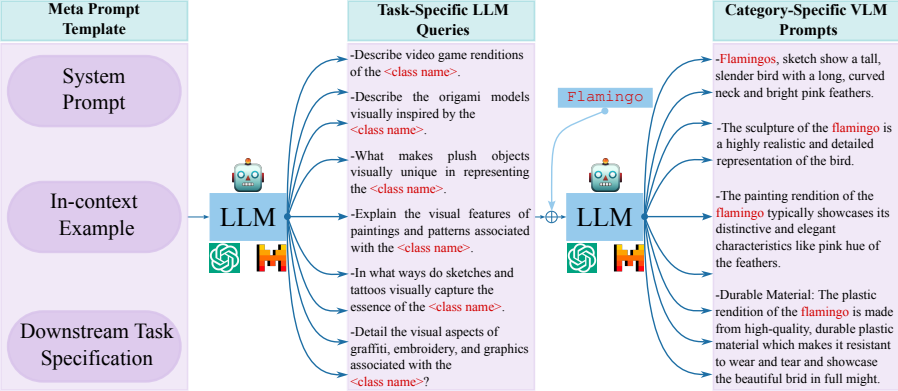 Meta Prompt
Template
System
Prompt
In-context
Example
Downstream Task
Specification
LLM
Task-Specific LLM
Queries
-Describe video game renditions
of the <class name>.
-Describe the origami models
visually inspired by the
<class name>.
-What makes plush objects
visually unique in representing
the <class name>.
-Explain the visual features of
paintings and patterns associated
with the <class name>.
-In what ways do sketches and
tattoos visually capture the
essence of the <class name>.
-Detail the visual aspects of
graffiti, embroidery, and graphics
associated with the
<class name>?
Flamingo
LLM
Category-Specific VLM
Prompts
-Flamingos, sketch show a tall,
slender bird with a long, curved
neck and bright pink feathers.
-The sculpture of the flamingo is
a highly realistic and detailed
representation of the bird.
-The painting rendition of the
flamingo typically showcases its
distinctive and elegant
characteristics like pink hue of
the feathers.
-Durable Material: The plastic
rendition of the flamingo is made
from high-quality, durable plastic
material which makes it resistant
to wear and tear and showcase
the beautiful brid in full might.